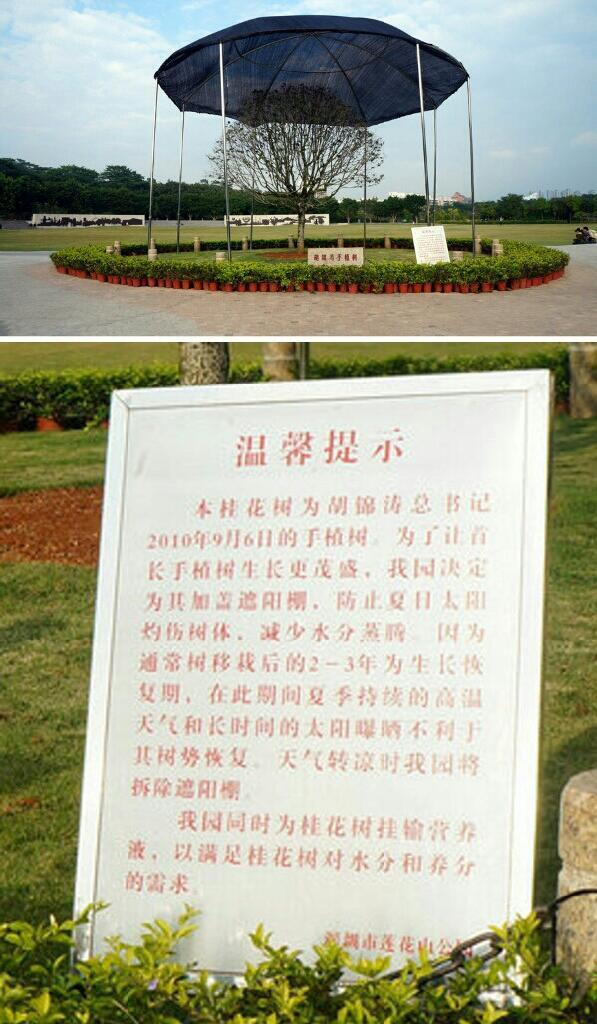 温馨提示
本桂花树为胡锦涛总书记
2010年9月6日的手植树。为了让首
长手植树生长更茂盛，我园决定
为其加盖遮阳棚，防止夏日太阳
灼伤树体，减少水分蒸腾。因为
通常树移栽后的2-3年为生长恢
复期，在此期间夏季持续的高温
天气和长时间的太阳曝晒不利于
其树势恢复。天气转凉时我园将
拆除遮阳棚。
我园同时为桂花树挂输营养
液，以满足桂花树对水分和养分
的需求。
深圳市莲花山公园